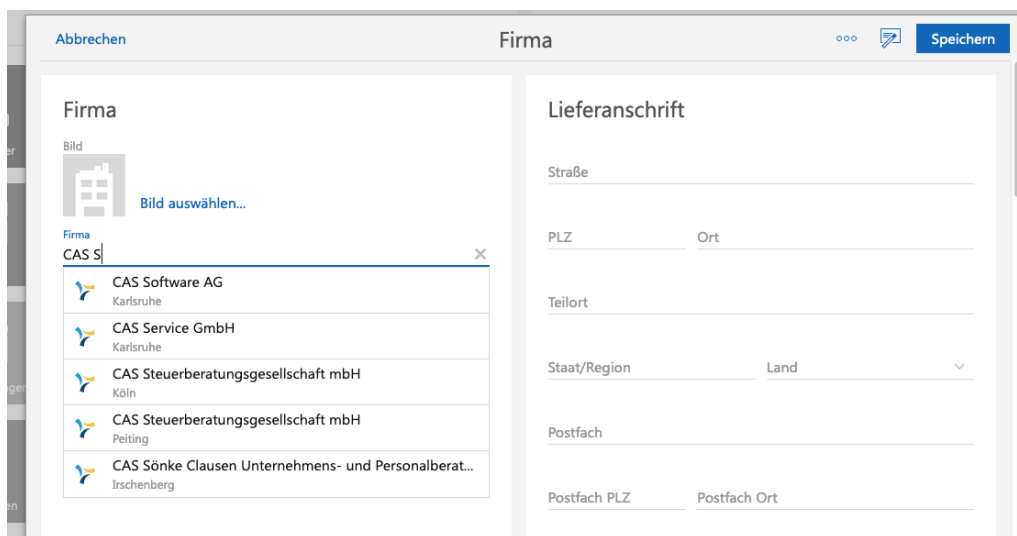 Abbrechen
Firma
Speichern
Firma
Bild
Bild auswählen...
Firma
CAS S
CAS Software AG
Karlsruhe
CAS Service GmbH
Karlsruhe
CAS Steuerberatungsgesellschaft mbH
Köln
CAS Steuerberatungsgesellschaft mbH
Peiting
CAS Sönke Clausen Unternehmens- und Personalberat...
Irschenberg
Lieferanschrift
Straße
PLZ Ort
Teilort
Staat/Region Land
Postfach
Postfach PLZ Postfach Ort